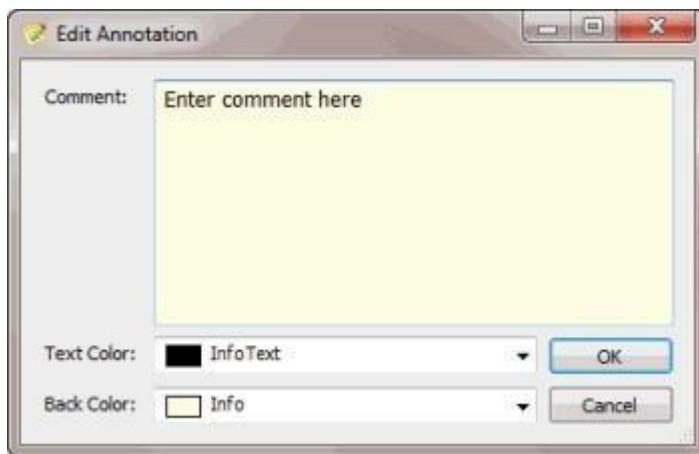 Edit Annotation
Comment:
Enter comment here
Text Color:
InfoText
OK
Back Color:
Info
Cancel